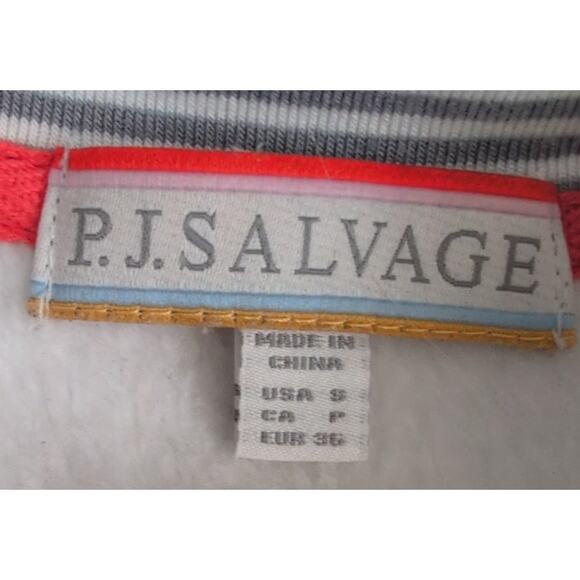 P.J.SALVAGE
MADE IN
CHINA
USA S
CA P
EUR 36